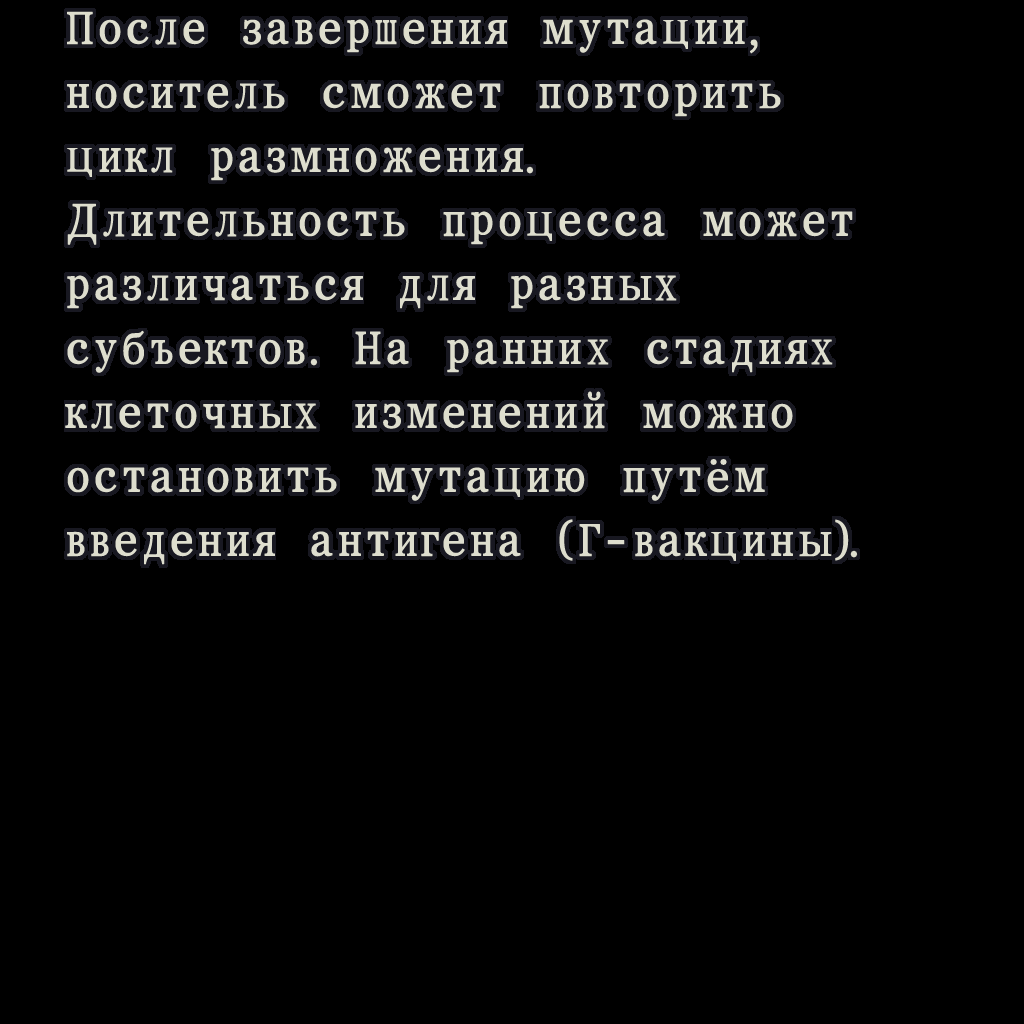 После завершения мутации,
носитель сможет повторить
цикл размножения.
Длительность процесса может
различаться для разных
субъектов. На ранних стадиях
клеточных изменений можно
остановить мутацию путём
введения антигена (Г-вакцины).